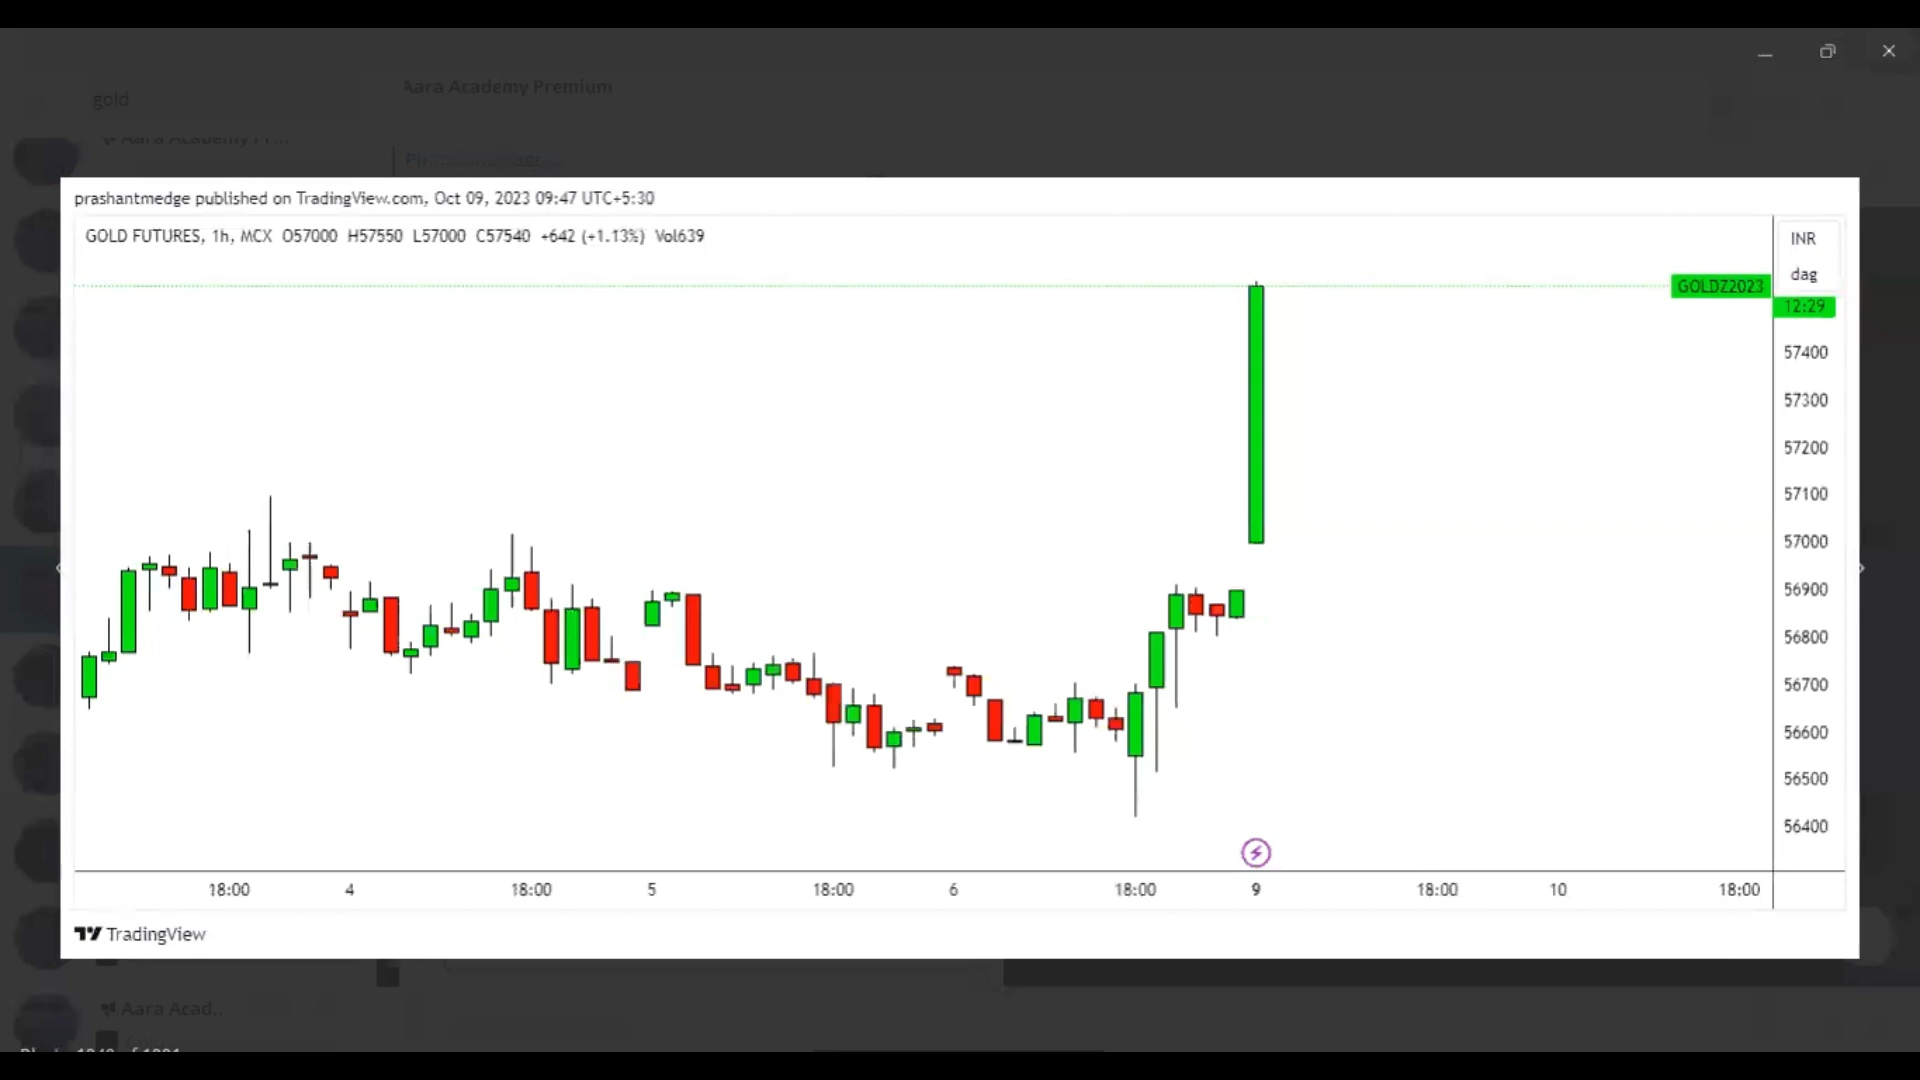 Aara Academy Premium
gold
prashantmedge published on TradingView.com, Oct 09, 2023 09:47 UTC+5:30
GOLD FUTURES, 1h, MCX O57000 H57550 L57000 C57540 +642 (+1.13%) Vol639
INR
dag
GOLDZ2023
12:29
57400
57300
57200
57100
57000
56900
56800
56700
56600
56500
56400
18:00 4 18:00 5 18:00 6 18:00 9 18:00 10 18:00
TradingView
Aara Acad..